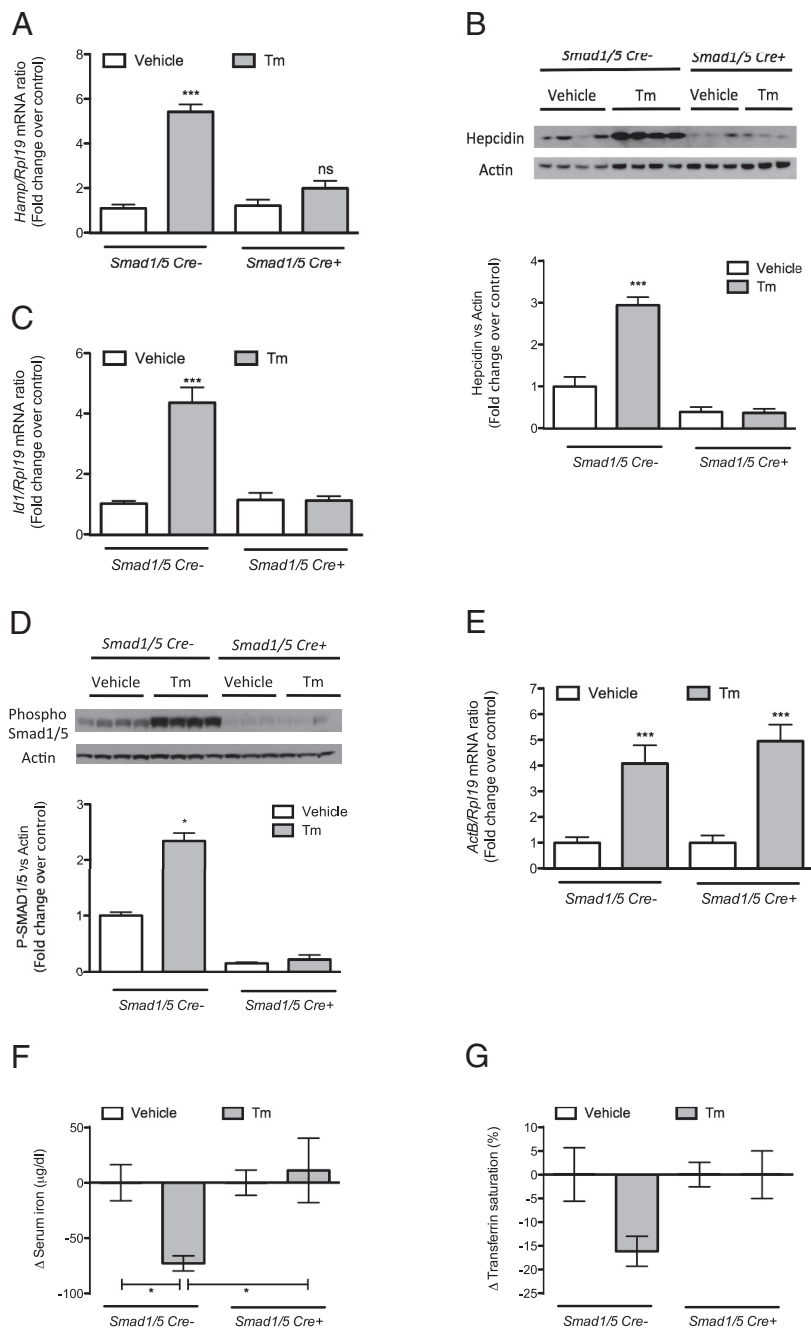 A
Vehicle
Tm
Hamp/Rpl19 mRNA ratio
(Fold change over control)
8
6
4
2
0
***
ns
Smad1/5 Cre-
Smad1/5 Cre+
B
Smad1/5 Cre-
Smad1/5 Cre+
Vehicle
Tm
Vehicle
Tm
Hepcidin
Actin
Vehicle
Tm
Hepcidin vs Actin
(Fold change over control)
4
3
2
1
0
***
Smad1/5 Cre-
Smad1/5 Cre+
C
Vehicle
Tm
Id1/Rpl19 mRNA ratio
(Fold change over control)
6
4
2
0
***
Smad1/5 Cre-
Smad1/5 Cre+
D
Smad1/5 Cre-
Smad1/5 Cre+
Vehicle
Tm
Vehicle
Tm
Phospho
Smad1/5
Actin
Vehicle
Tm
P-SMAD1/5 vs Actin
(Fold change over control)
3
2
1
0
*
Smad1/5 Cre-
Smad1/5 Cre+
E
Vehicle
Tm
ActB/Rpl19 mRNA ratio
(Fold change over control)
7
6
5
4
3
2
1
0
***
***
Smad1/5 Cre-
Smad1/5 Cre+
F
Vehicle
Tm
Δ Serum iron (µg/dl)
50
0
-50
-100
*
*
Smad1/5 Cre-
Smad1/5 Cre+
G
Vehicle
Tm
Δ Transferrin saturation (%)
10
5
0
-5
-10
-15
-20
-25
Smad1/5 Cre-
Smad1/5 Cre+